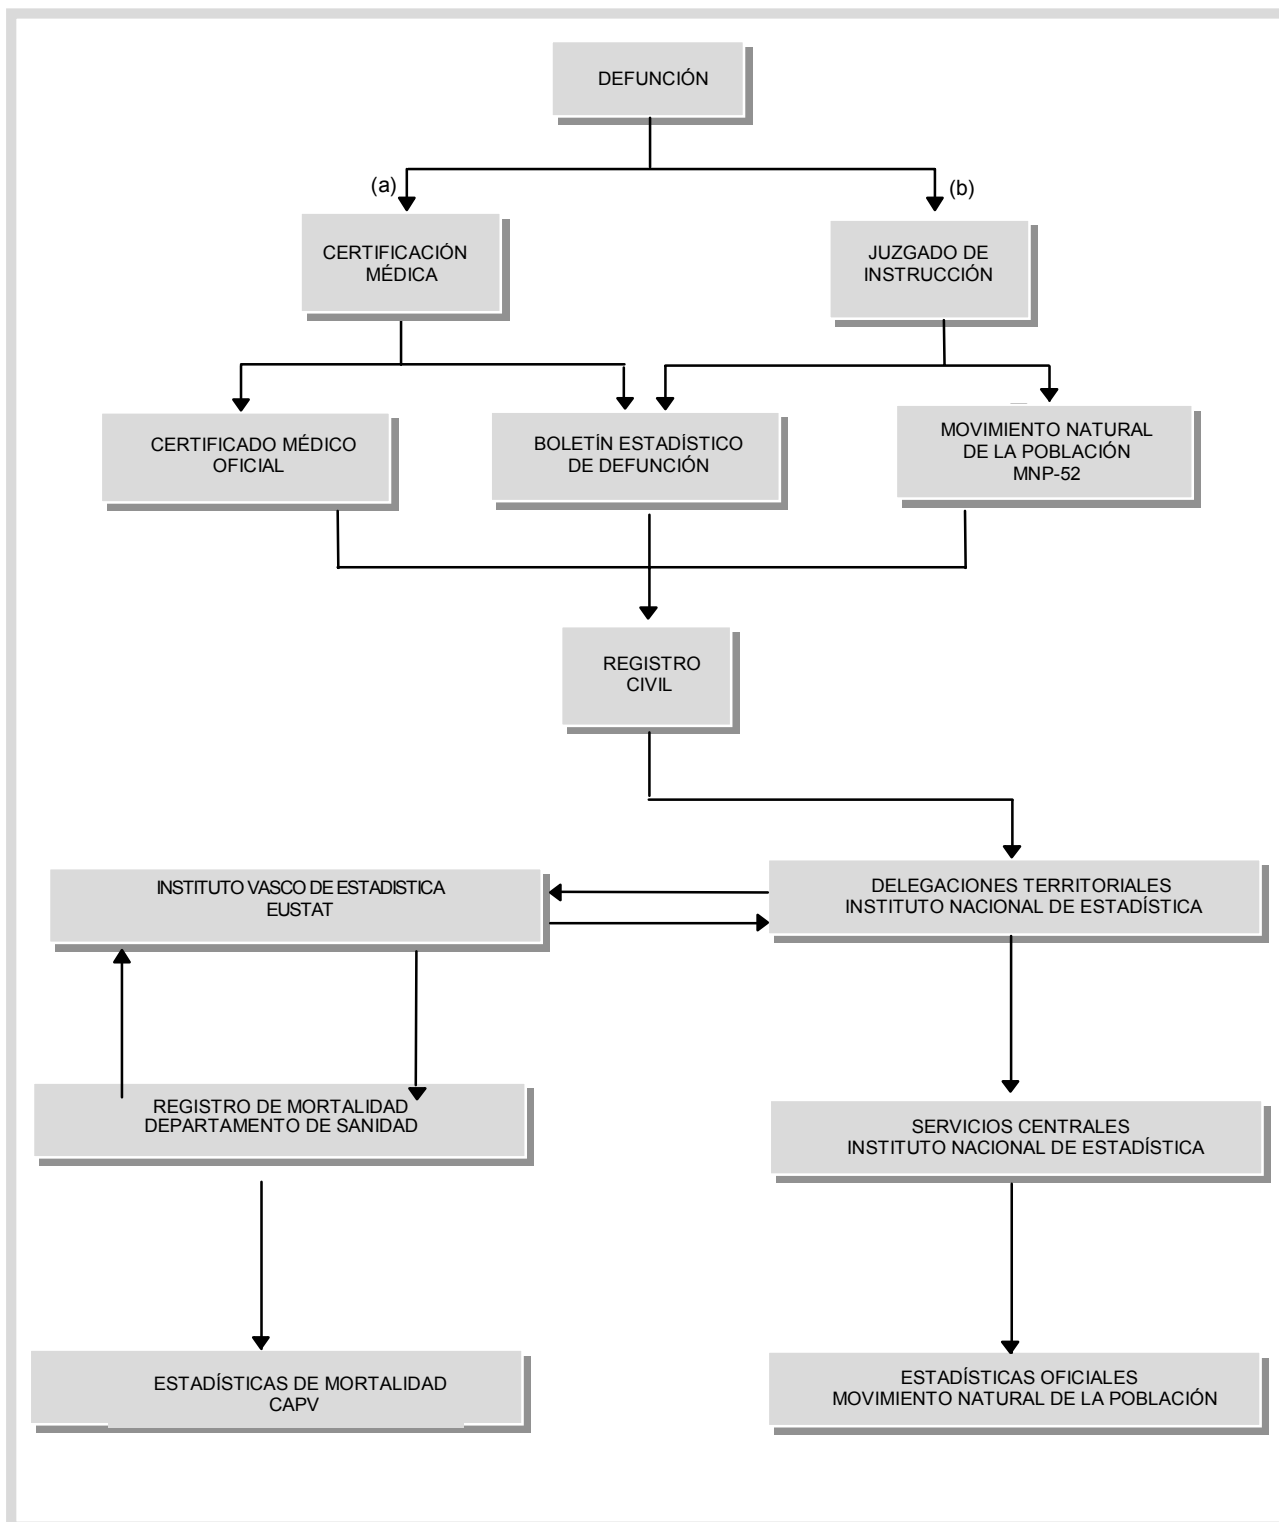 DEFUNCIÓN
(a)
(b)
CERTIFICACIÓN
MÉDICA
JUZGADO DE
INSTRUCCIÓN
CERTIFICADO MÉDICO
OFICIAL
BOLETÍN ESTADÍSTICO
DE DEFUNCIÓN
MOVIMIENTO NATURAL
DE LA POBLACIÓN
MNP-52
REGISTRO
CIVIL
INSTITUTO VASCO DE ESTADISTICA
EUSTAT
DELEGACIONES TERRITORIALES
INSTITUTO NACIONAL DE ESTADÍSTICA
REGISTRO DE MORTALIDAD
DEPARTAMENTO DE SANIDAD
SERVICIOS CENTRALES
INSTITUTO NACIONAL DE ESTADÍSTICA
ESTADÍSTICAS DE MORTALIDAD
CAPV
ESTADÍSTICAS OFICIALES
MOVIMIENTO NATURAL DE LA POBLACIÓN